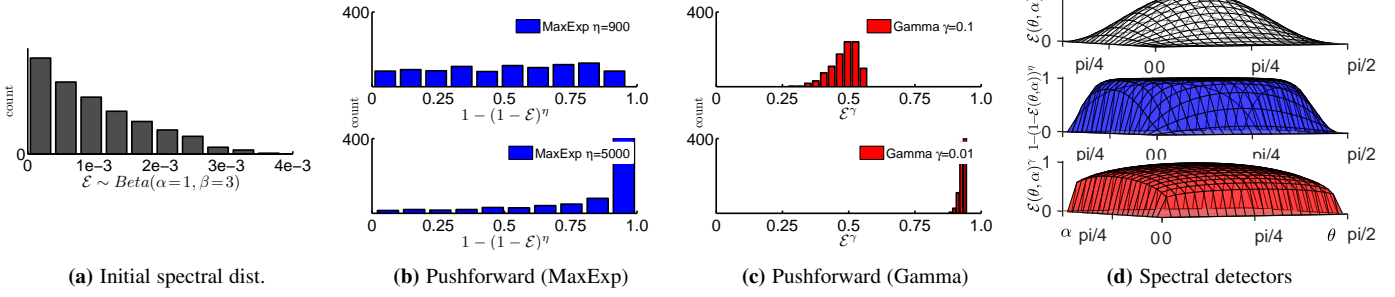 count
0
0 1e-3 2e-3 3e-3 4e-3
ℰ ∼ Beta(α=1, β=3)
(a) Initial spectral dist.
400
MaxExp η=900
0 0.25 0.5 0.75 1.0
1 − (1−ℰ)^η
400
MaxExp η=5000
0 0.25 0.5 0.75 1.0
1 − (1−ℰ)^η
(b) Pushforward (MaxExp)
count
400
Gamma γ=0.1
0 0.25 0.5 0.75 1.0
ℰ^γ
count
400
Gamma γ=0.01
0 0.25 0.5 0.75 1.0
ℰ^γ
(c) Pushforward (Gamma)
ℰ(θ, α)
0
pi/4 0 0 pi/4 pi/2
1−(1−ℰ(θ,α))^η
1
0
pi/4 0 0 pi/4 pi/2
ℰ(θ, α)^γ
1
0
α pi/4 0 0 pi/4 θ pi/2
(d) Spectral detectors